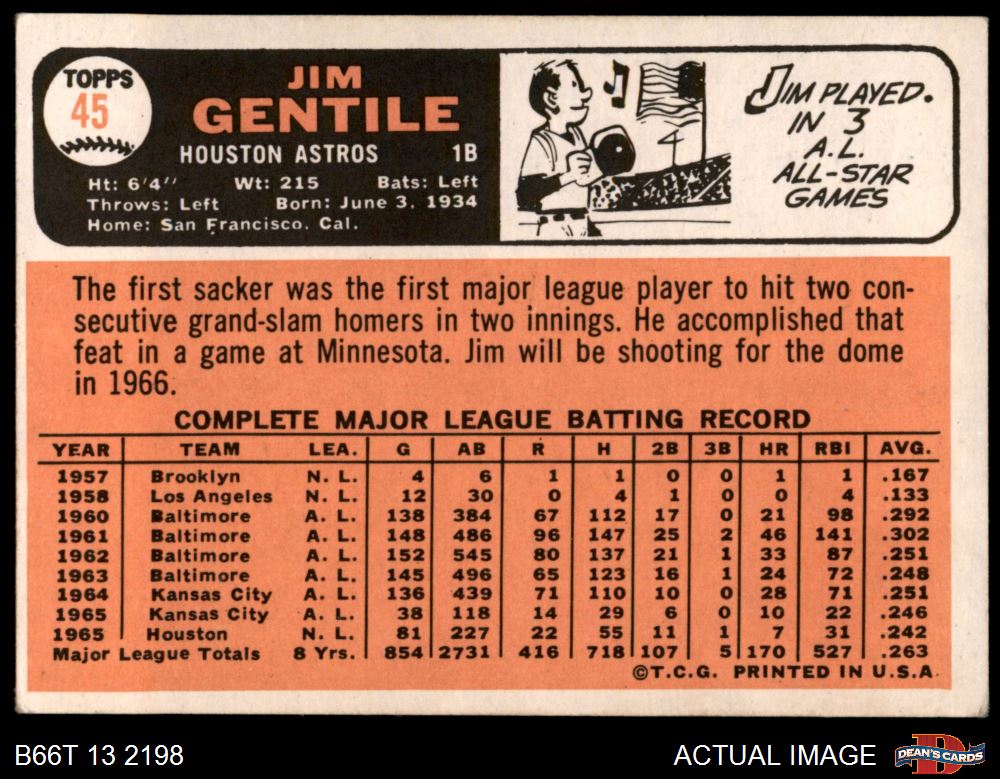 TOPPS
45
JIM
GENTILE
HOUSTON ASTROS 1B
Ht: 6'4'' Wt: 215 Bats: Left
Throws: Left Born: June 3, 1934
Home: San Francisco, Cal.
JIM PLAYED.
IN 3
A.L.
ALL-STAR
GAMES
The first sacker was the first major league player to hit two con-
secutive grand-slam homers in two innings. He accomplished that
feat in a game at Minnesota. Jim will be shooting for the dome
in 1966.
COMPLETE MAJOR LEAGUE BATTING RECORD
YEAR TEAM LEA. G AB R H 2B 3B HR RBI AVG.
1957 Brooklyn N. L. 4 6 1 1 0 0 1 1 .167
1958 Los Angeles N. L. 12 30 0 4 1 0 0 4 .133
1960 Baltimore A. L. 138 384 67 112 17 0 21 98 .292
1961 Baltimore A. L. 148 486 96 147 25 2 46 141 .302
1962 Baltimore A. L. 152 545 80 137 21 1 33 87 .251
1963 Baltimore A. L. 145 496 65 123 16 1 24 72 .248
1964 Kansas City A. L. 136 439 71 110 10 0 28 71 .251
1965 Kansas City A. L. 38 118 14 29 6 0 10 22 .246
1965 Houston N. L. 81 227 22 55 11 1 7 31 .242
Major League Totals 8 Yrs. 854 2731 416 718 107 5 170 527 .263
©T.C.G. PRINTED IN U.S.A.
B66T 13 2198 ACTUAL IMAGE DEAN'S CARDS